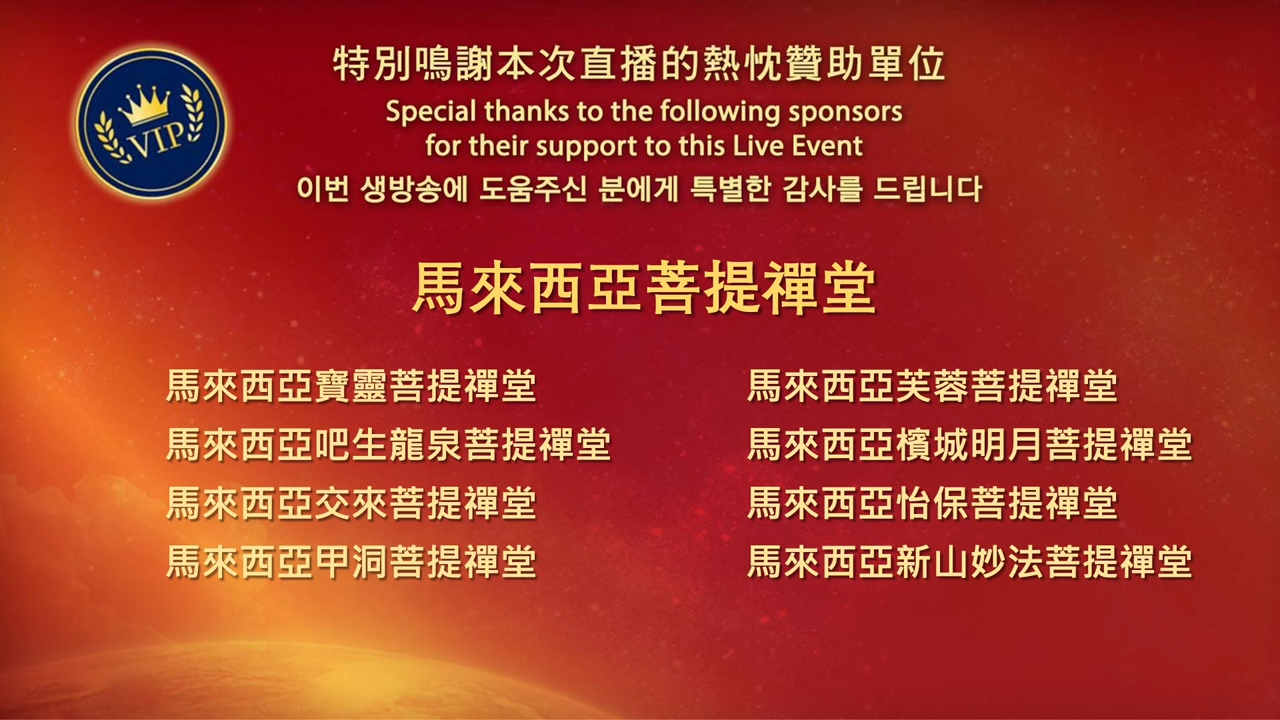 VIP
特別鳴謝本次直播的熱忱贊助單位
Special thanks to the following sponsors
for their support to this Live Event
이번 생방송에 도움주신 분에게 특별한 감사를 드립니다
馬來西亞菩提禪堂
馬來西亞寶靈菩提禪堂
馬來西亞吧生龍泉菩提禪堂
馬來西亞交來菩提禪堂
馬來西亞甲洞菩提禪堂
馬來西亞芙蓉菩提禪堂
馬來西亞檳城明月菩提禪堂
馬來西亞怡保菩提禪堂
馬來西亞新山妙法菩提禪堂